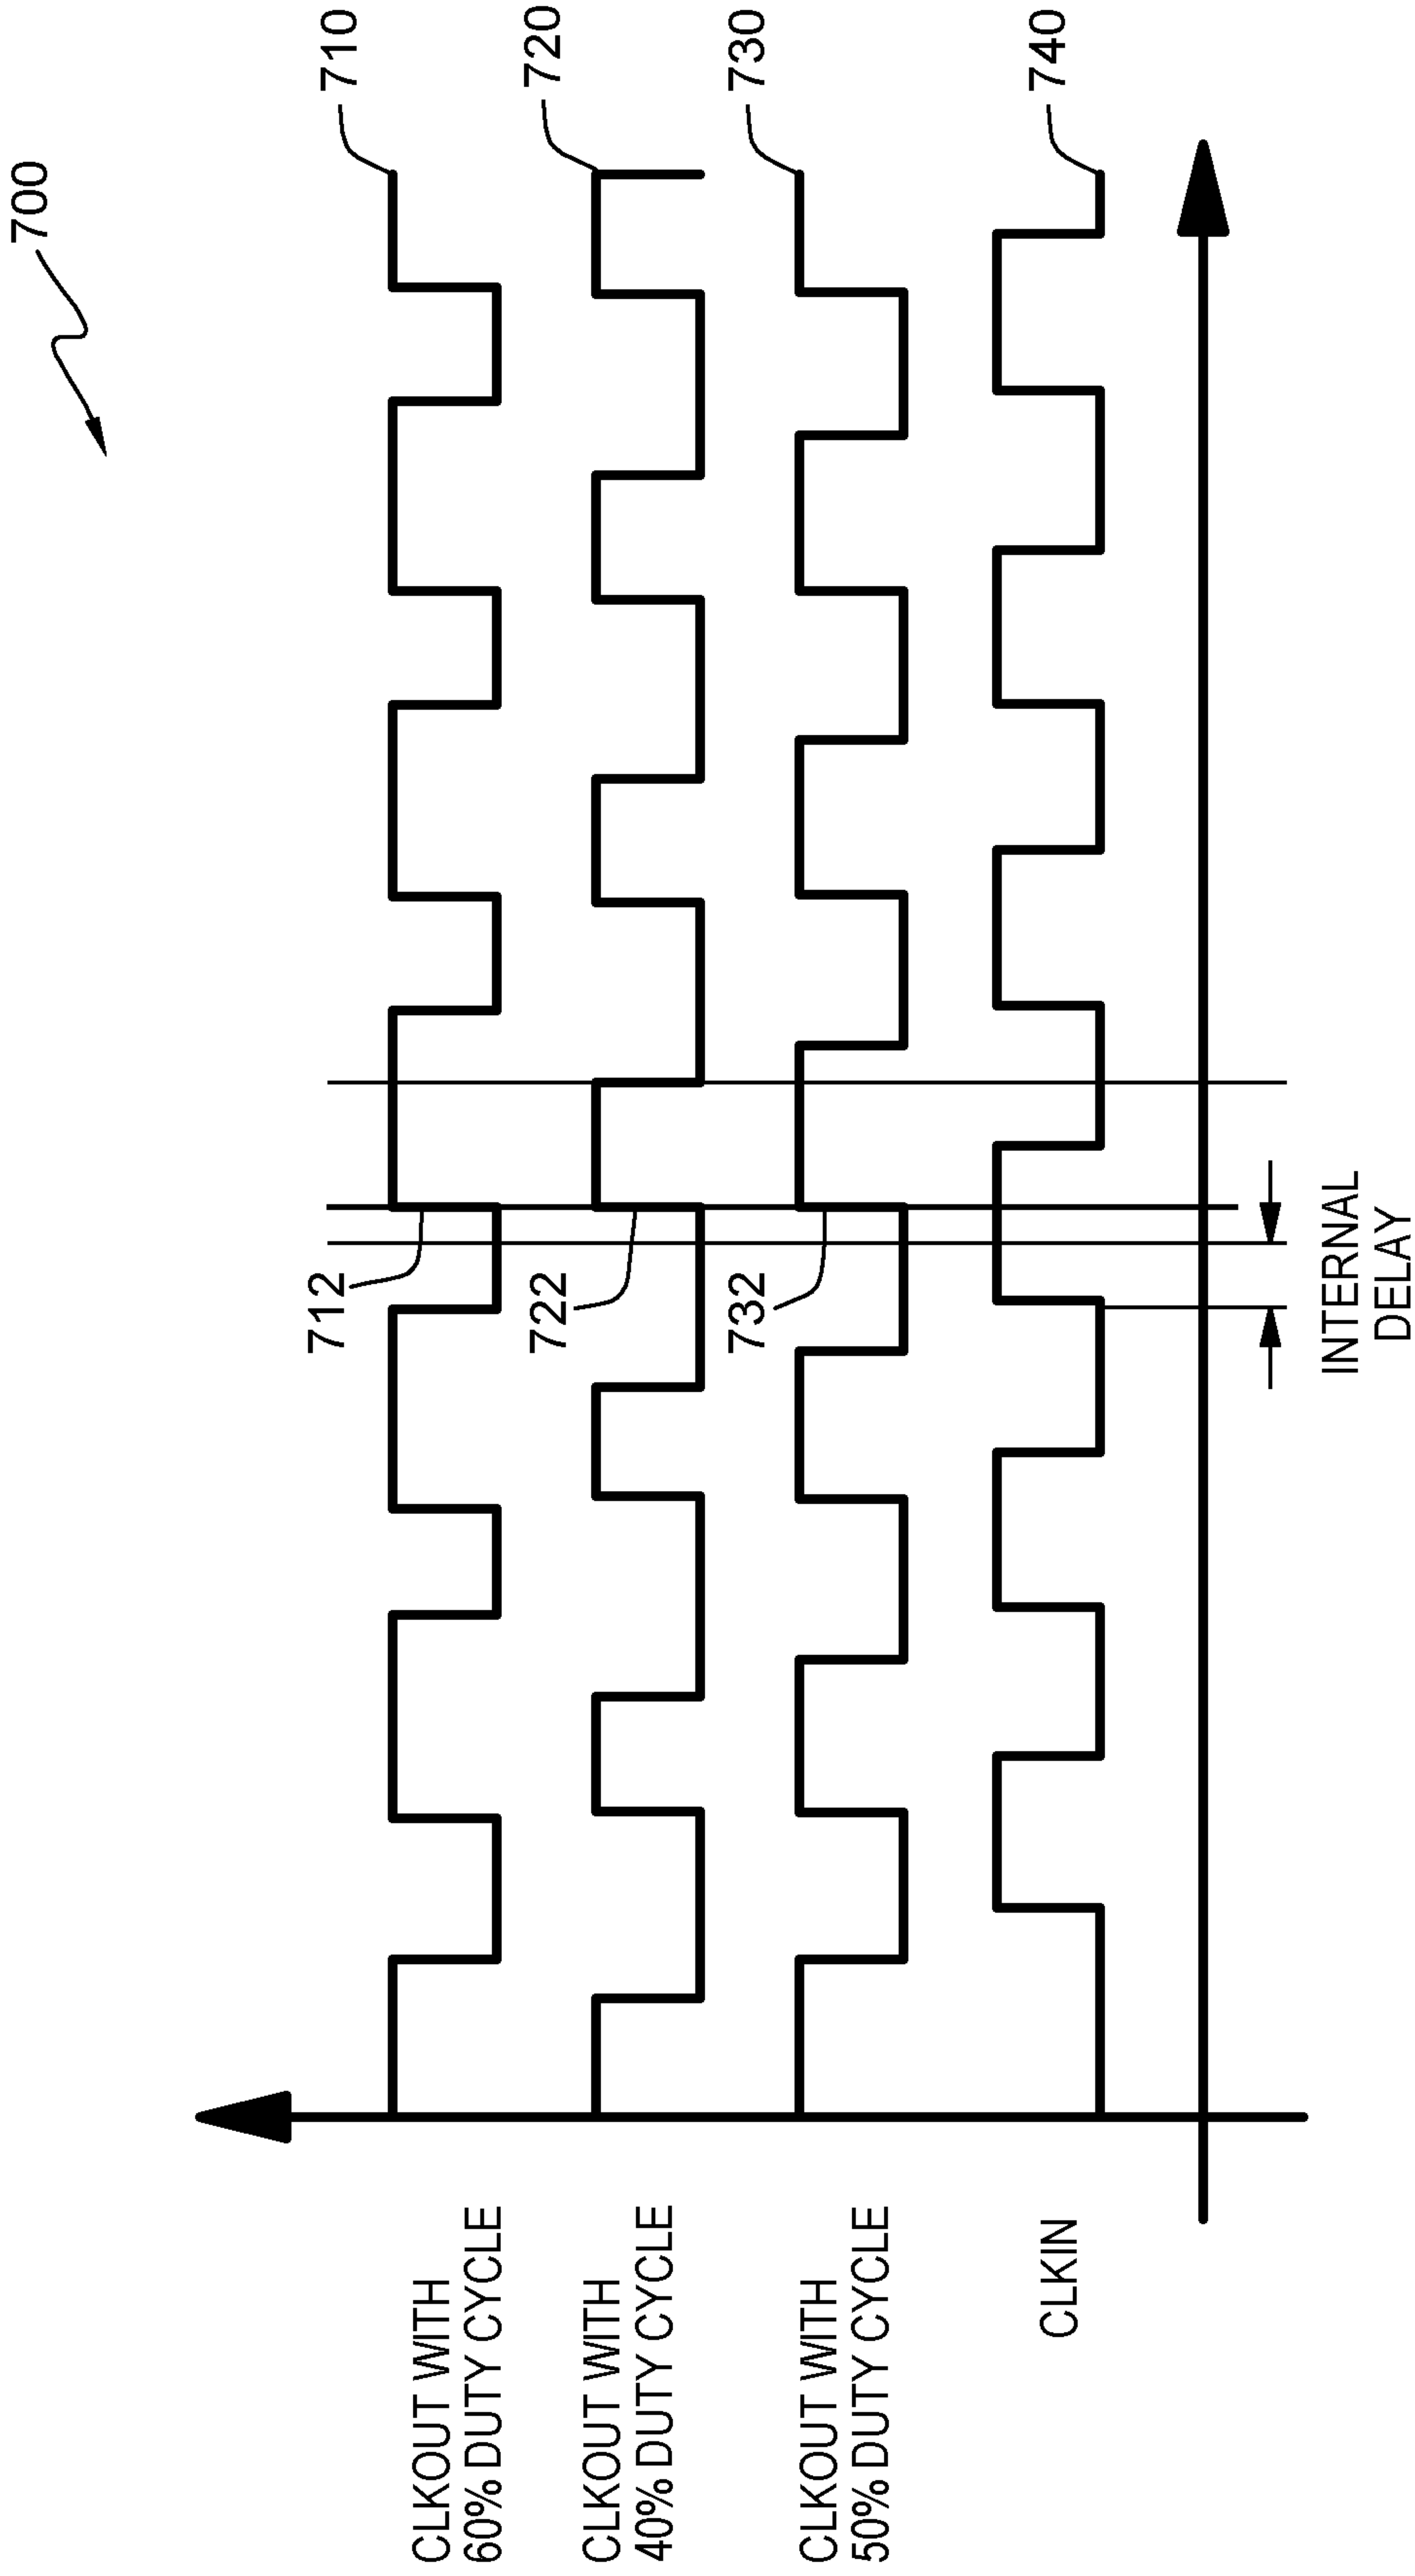 700
CLKOUT WITH
60% DUTY CYCLE
712
710
CLKOUT WITH
40% DUTY CYCLE
722
720
CLKOUT WITH
50% DUTY CYCLE
732
730
CLKIN
740
INTERNAL
DELAY